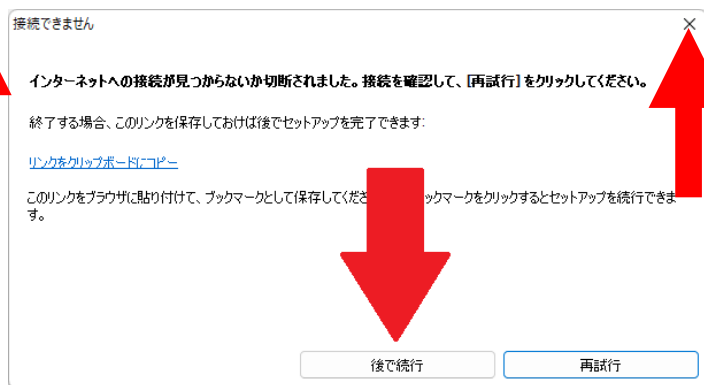 接続できません
インターネットへの接続が見つからないか切断されました。接続を確認して、[再試行] をクリックしてください。
終了する場合、このリンクを保存しておけば後でセットアップを完了できます:
リンクをクリップボードにコピー
このリンクをブラウザに貼り付けて、ブックマークとして保存してくださ ックマークをクリックするとセットアップを続行できま
す。
後で続行
再試行